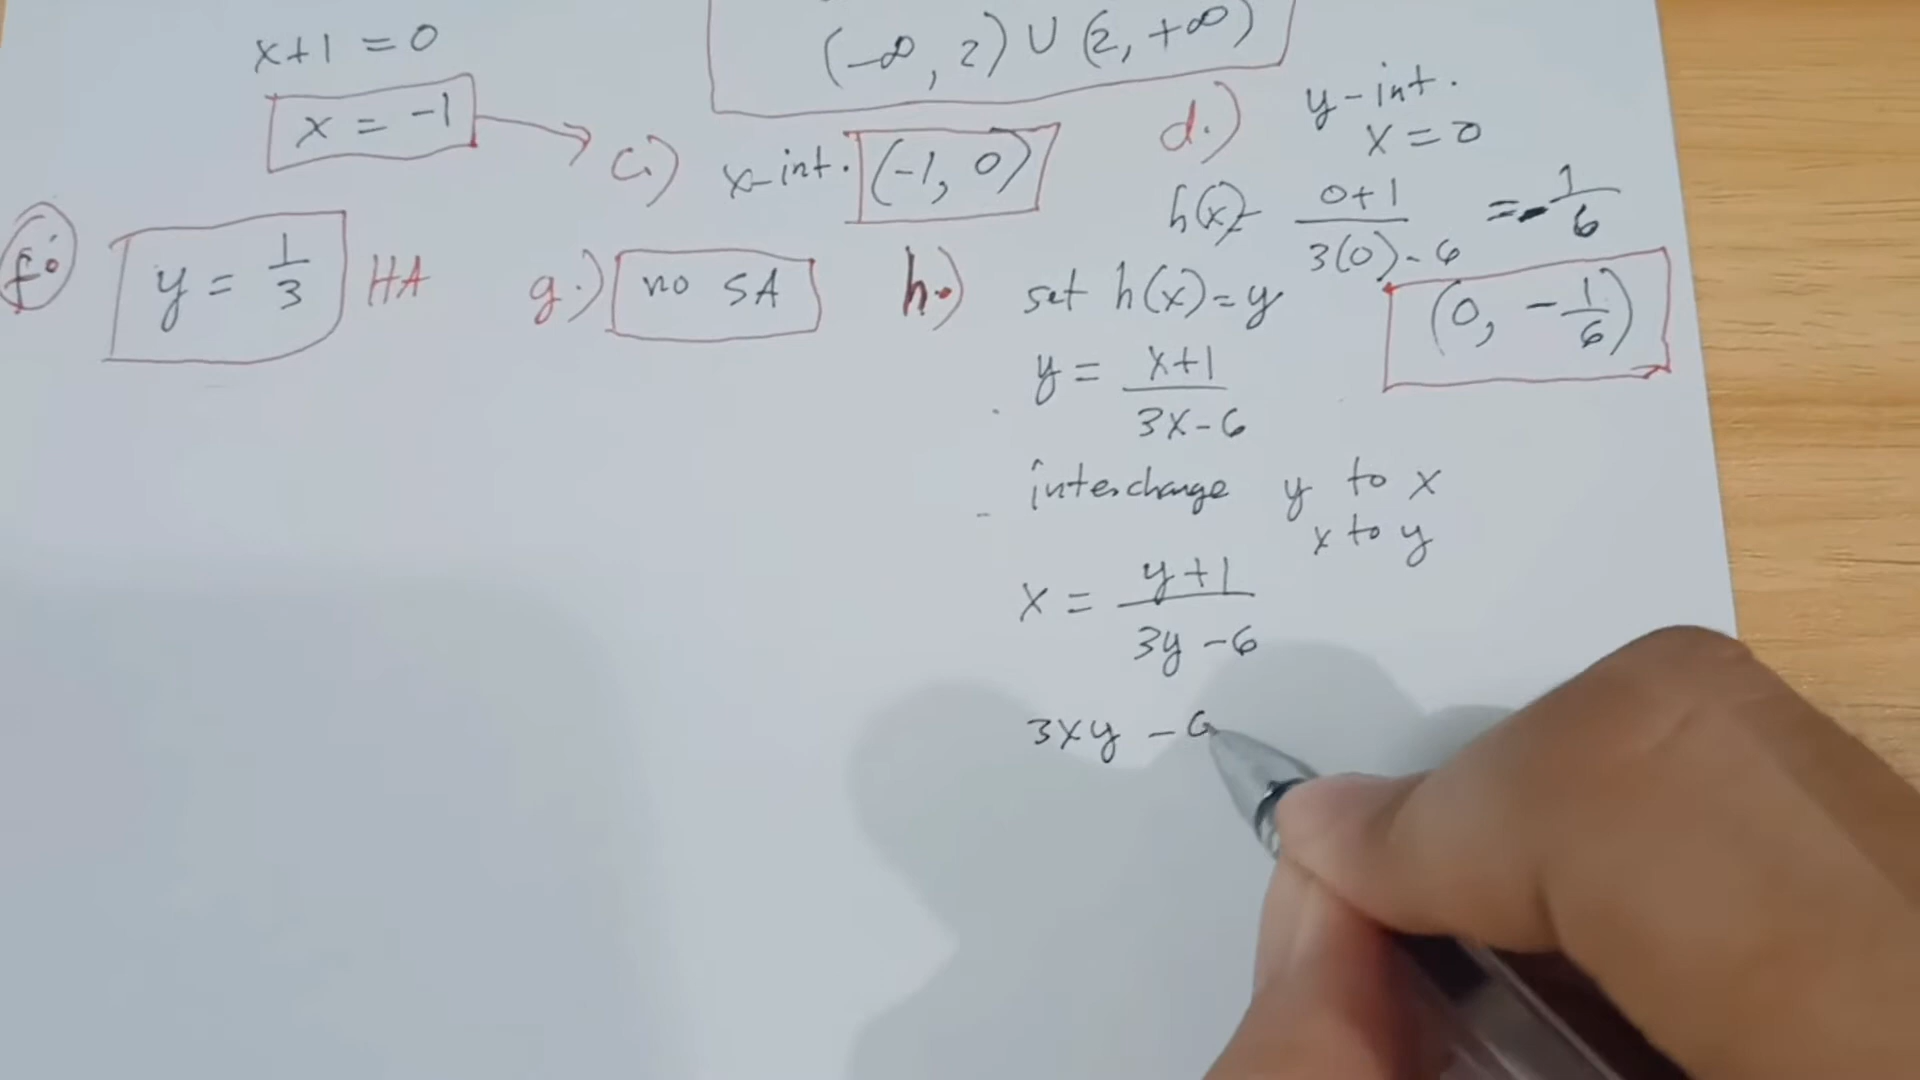 x+1 = 0
(-∞, 2) ∪ (2, +∞)
x = -1
c.) x-int. (-1, 0)
d.) y-int.
x = 0
h(x)= 0+1 / 3(0)-6 = -1/6
(0, -1/6)
f. y = 1/3 HA
g.) no SA
h.) set h(x)=y
y = x+1 / 3x-6
interchange y to x
x to y
x = y+1 / 3y-6
3xy - 6